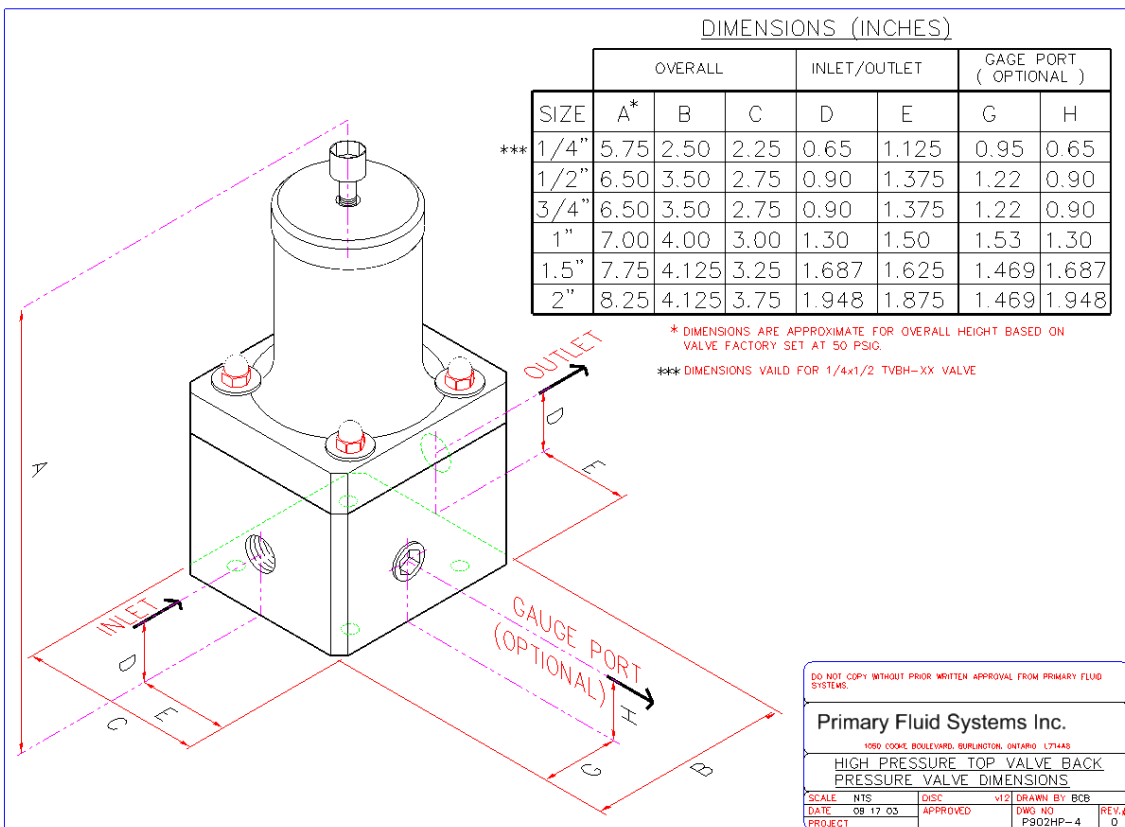 DIMENSIONS (INCHES)
OVERALL INLET/OUTLET GAGE PORT
( OPTIONAL )
SIZE A* B C D E G H
*** 1/4" 5.75 2.50 2.25 0.65 1.125 0.95 0.65
1/2" 6.50 3.50 2.75 0.90 1.375 1.22 0.90
3/4" 6.50 3.50 2.75 0.90 1.375 1.22 0.90
1" 7.00 4.00 3.00 1.30 1.50 1.53 1.30
1.5" 7.75 4.125 3.25 1.687 1.625 1.469 1.687
2" 8.25 4.125 3.75 1.948 1.875 1.469 1.948
* DIMENSIONS ARE APPROXIMATE FOR OVERALL HEIGHT BASED ON
VALVE FACTORY SET AT 50 PSIG.
*** DIMENSIONS VAILD FOR 1/4x1/2 TVBH-XX VALVE
OUTLET
D
E
A
INLET
D
E
C
GAUGE PORT
(OPTIONAL)
H
G
B
DO NOT COPY WITHOUT PRIOR WRITTEN APPROVAL FROM PRIMARY FLUID
SYSTEMS.
Primary Fluid Systems Inc.
1050 COOKE BOULEVARD, BURLINGTON, ONTARIO L7T4A8
HIGH PRESSURE TOP VALVE BACK
PRESSURE VALVE DIMENSIONS
SCALE NTS DISC v12 DRAWN BY BCB
DATE 09 17 03 APPROVED DWG NO REV.#
PROJECT P902HP-4 0